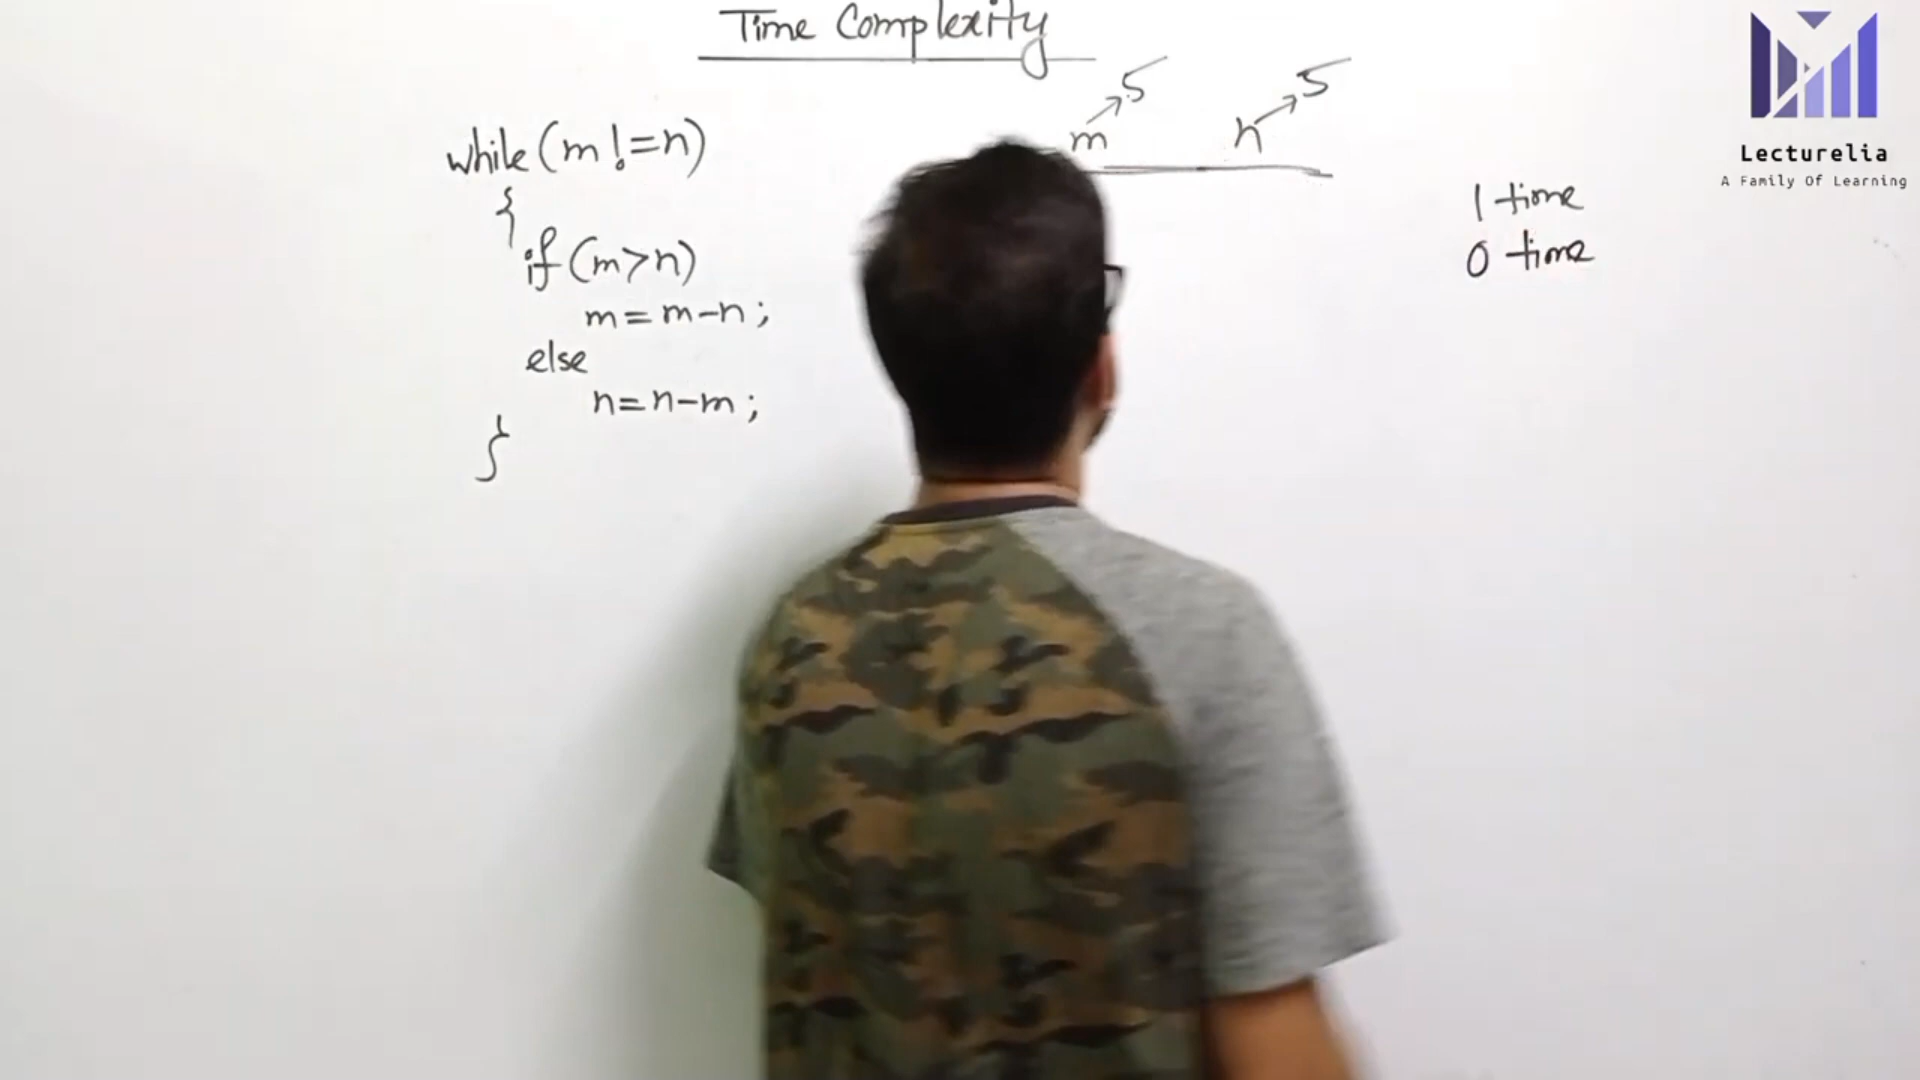 Time Complexity
while(m!=n)
{
if(m>n)
m=m-n;
else
n=n-m;
}
5 5
m n
1 time
0 time
Lecturelia
A Family Of Learning